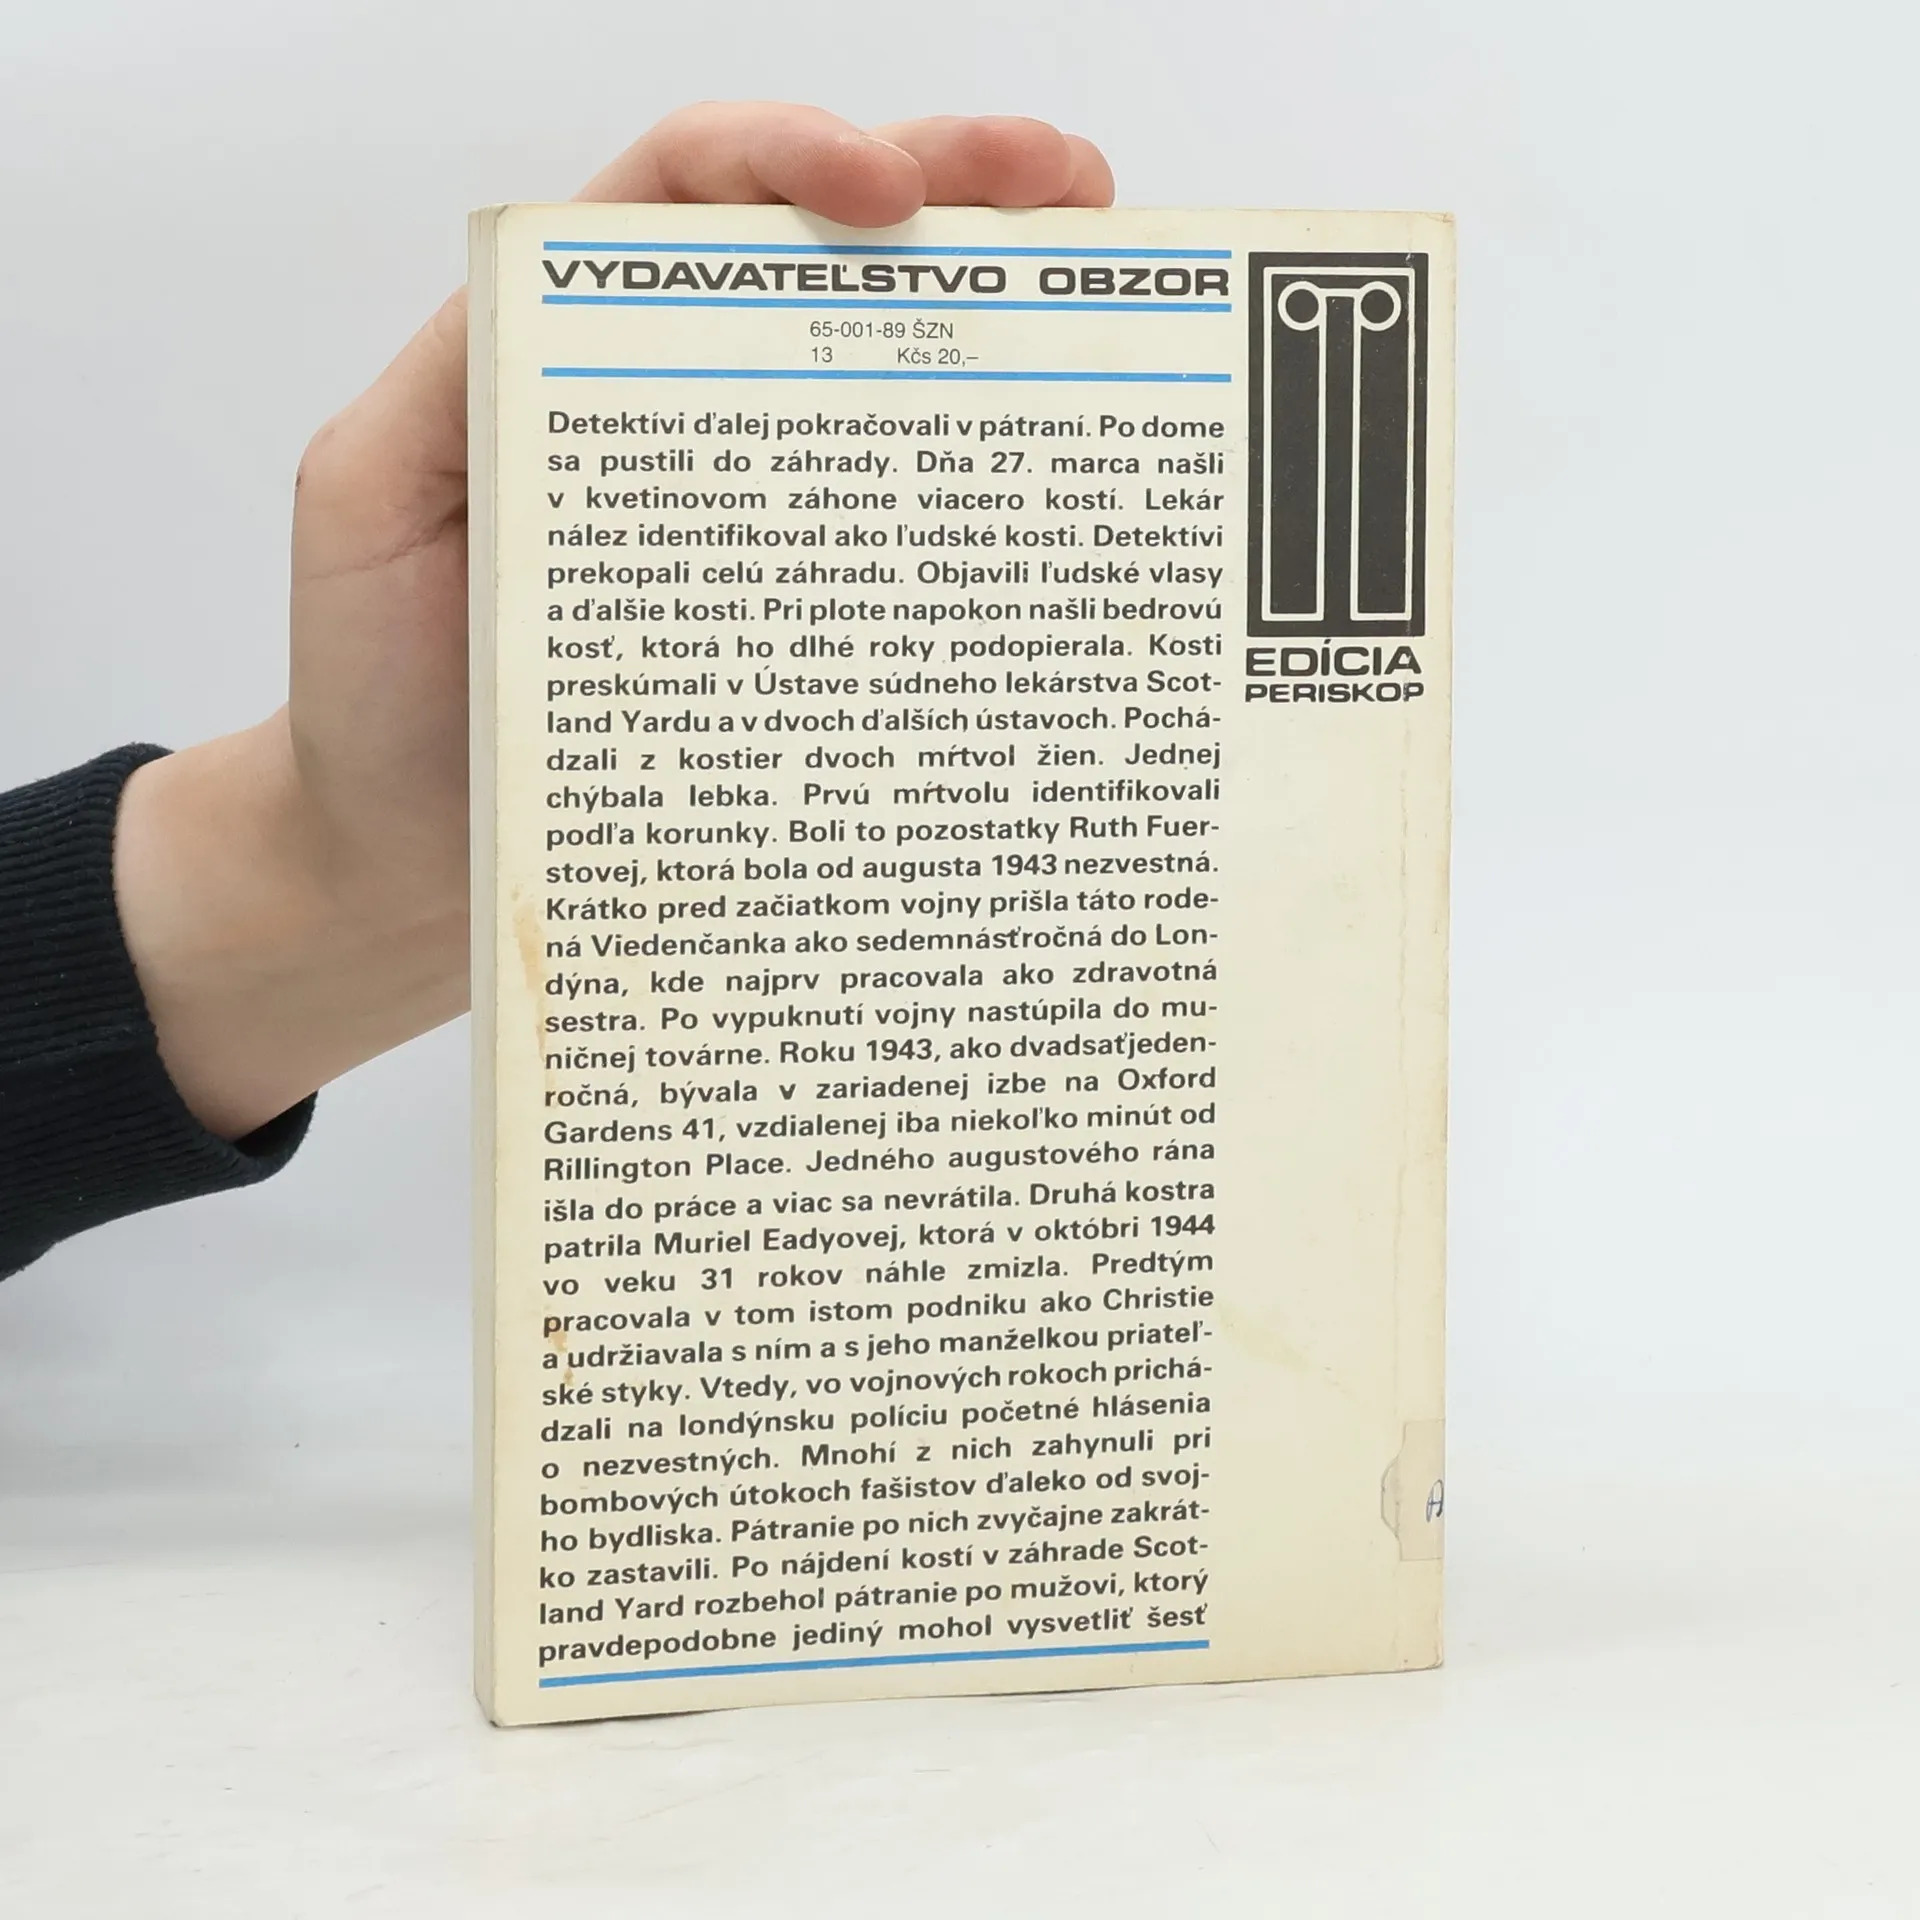 VYDAVATEĽSTVO OBZOR
65-001-89 ŠZN
13 Kčs 20,–
Detektívi ďalej pokračovali v pátraní. Po dome
sa pustili do záhrady. Dňa 27. marca našli
v kvetinovom záhone viacero kostí. Lekár
nález identifikoval ako ľudské kosti. Detektívi
prekopali celú záhradu. Objavili ľudské vlasy
a ďalšie kosti. Pri plote napokon našli bedrovú
kosť, ktorá ho dlhé roky podopierala. Kosti
preskúmali v Ústave súdneho lekárstva Scot-
land Yardu a v dvoch ďalších ústavoch. Pochá-
dzali z kostier dvoch mŕtvol žien. Jednej
chýbala lebka. Prvú mŕtvolu identifikovali
podľa korunky. Boli to pozostatky Ruth Fuer-
stovej, ktorá bola od augusta 1943 nezvestná.
Krátko pred začiatkom vojny prišla táto rode-
ná Viedenčanka ako sedemnásťročná do Lon-
dýna, kde najprv pracovala ako zdravotná
sestra. Po vypuknutí vojny nastúpila do mu-
ničnej továrne. Roku 1943, ako dvadsaťjeden-
ročná, bývala v zariadenej izbe na Oxford
Gardens 41, vzdialenej iba niekoľko minút od
Rillington Place. Jedného augustového rána
išla do práce a viac sa nevrátila. Druhá kostra
patrila Muriel Eadyovej, ktorá v októbri 1944
vo veku 31 rokov náhle zmizla. Predtým
pracovala v tom istom podniku ako Christie
a udržiavala s ním a s jeho manželkou priateľ-
ské styky. Vtedy, vo vojnových rokoch prichá-
dzali na londýnsku políciu početné hlásenia
o nezvestných. Mnohí z nich zahynuli pri
bombových útokoch fašistov ďaleko od svoj-
ho bydliska. Pátranie po nich zvyčajne zakrát-
ko zastavili. Po nájdení kostí v záhrade Scot-
land Yard rozbehol pátranie po mužovi, ktorý
pravdepodobne jediný mohol vysvetliť šesť
EDÍCIA
PERISKOP
A